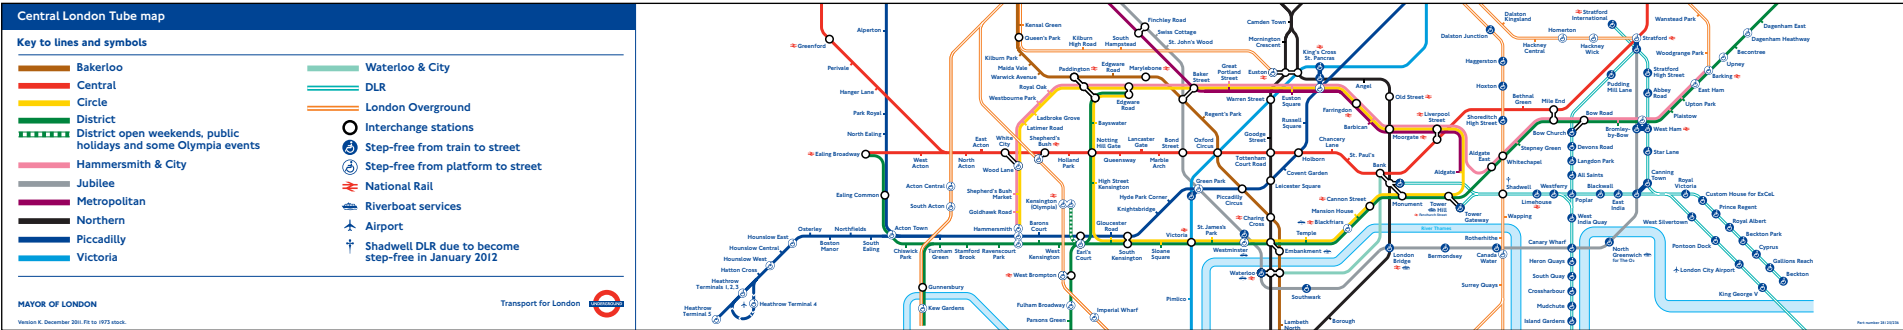 Central London Tube map
Key to lines and symbols
Bakerloo
Central
Circle
District
District open weekends, public
holidays and some Olympia events
Hammersmith & City
Jubilee
Metropolitan
Northern
Piccadilly
Victoria
Waterloo & City
DLR
London Overground
Interchange stations
Step-free from train to street
Step-free from platform to street
National Rail
Riverboat services
Airport
Shadwell DLR due to become
step-free in January 2012
MAYOR OF LONDON
Version K. December 2011. Fit to 1973 stock.
Transport for London
UNDERGROUND
Greenford
Perivale
Hanger Lane
Alperton
Park Royal
North Ealing
Ealing Broadway
Ealing Common
West
Acton
North
Acton
East
Acton
White
City
Shepherd's
Bush
Holland
Park
Notting
Hill Gate
Queensway
Lancaster
Gate
Marble
Arch
Bond
Street
Oxford
Circus
Tottenham
Court Road
Holborn
Chancery
Lane
St. Paul's
Bank
Liverpool
Street
Bethnal
Green
Mile End
Stratford
Acton Central
South Acton
Wood Lane
Shepherd's Bush
Market
Goldhawk Road
Hammersmith
Latimer Road
Ladbroke Grove
Westbourne Park
Royal Oak
Warwick Avenue
Maida Vale
Kilburn Park
Queen's Park
Kensal Green
Kilburn
High Road
South
Hampstead
Finchley Road
Swiss Cottage
St. John's Wood
Paddington
Edgware
Road
Marylebone
Edgware
Road
Bayswater
Baker
Street
Great
Portland
Street
Euston
Warren Street
Euston
Square
Regent's Park
Goodge
Street
Russell
Square
King's Cross
St. Pancras
Camden Town
Mornington
Crescent
Angel
Old Street
Farringdon
Barbican
Moorgate
Aldgate
East
Aldgate
Whitechapel
Stepney Green
Shoreditch
High Street
Hoxton
Haggerston
Dalston Junction
Dalston
Kingsland
Hackney
Central
Homerton
Hackney
Wick
Stratford
International
Pudding
Mill Lane
Stratford
High Street
Abbey
Road
Bow Road
Bow Church
Bromley-
by-Bow
West Ham
Star Lane
Plaistow
Upton Park
East Ham
Barking
Upney
Becontree
Dagenham Heathway
Dagenham East
Woodgrange Park
Wanstead Park
Devons Road
Langdon Park
All Saints
Canning
Town
Shadwell
Limehouse
Westferry
Poplar
Blackwall
East
India
Royal
Victoria
Custom House for ExCeL
Prince Regent
Royal Albert
Beckton Park
Cyprus
Gallions Reach
Beckton
West Silvertown
Pontoon Dock
London City Airport
King George V
West
India Quay
Canary Wharf
Heron Quays
South Quay
Crossharbour
Mudchute
Island Gardens
North
Greenwich
for The O2
Canada
Water
Rotherhithe
Wapping
Surrey Quays
Bermondsey
London
Bridge
Southwark
Waterloo
Borough
Lambeth
North
River Thames
Tower
Hill
Fenchurch Street
Tower
Gateway
Monument
Cannon Street
Mansion House
Blackfriars
Temple
Embankment
Charing
Cross
Westminster
St. James's
Park
Victoria
Pimlico
Sloane
Square
South
Kensington
Gloucester
Road
High Street
Kensington
Kensington
(Olympia)
Barons
Court
West
Kensington
Earl's
Court
West Brompton
Fulham Broadway
Parsons Green
Imperial Wharf
Knightsbridge
Hyde Park Corner
Green Park
Piccadilly
Circus
Leicester Square
Covent Garden
Acton Town
South
Ealing
Northfields
Boston
Manor
Osterley
Hounslow East
Hounslow Central
Hounslow West
Hatton Cross
Heathrow
Terminals 1, 2, 3
Heathrow Terminal 4
Heathrow
Terminal 5
Chiswick
Park
Turnham
Green
Stamford
Brook
Ravenscourt
Park
Gunnersbury
Kew Gardens